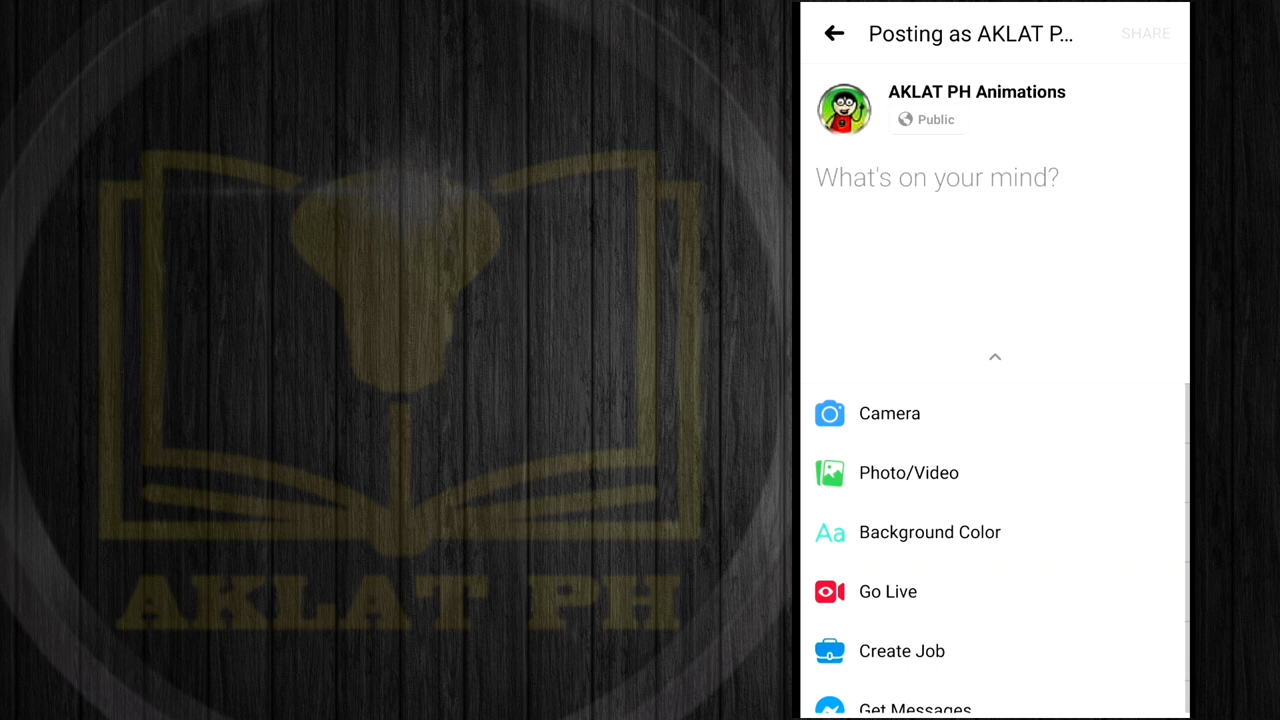 AKLAT PH
Posting as AKLAT P...
SHARE
AKLAT PH Animations
Public
What's on your mind?
Camera
Photo/Video
Aa
Background Color
Go Live
Create Job
Get Messages